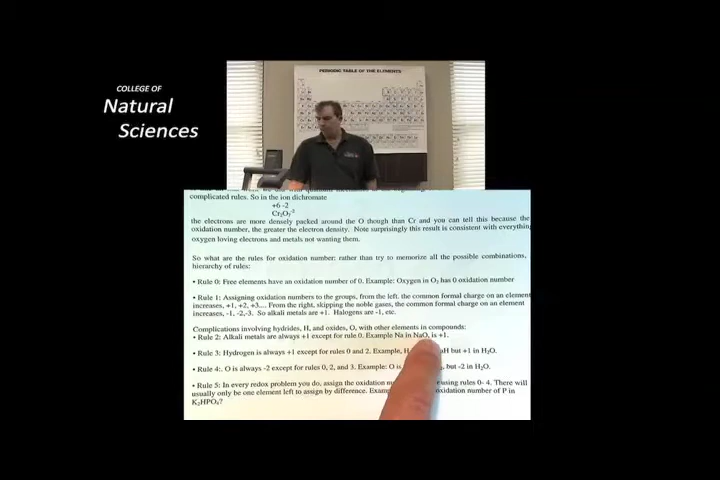 PERIODIC TABLE OF THE ELEMENTS
COLLEGE OF
Natural
Sciences
complicated rules. So in the ion dichromate
+6 -2
Cr₂O₇⁻²
the electrons are more densely packed around the O though than Cr and you can tell this because the
oxidation number, the greater the electron density. Note surprisingly this result is consistent with everything
oxygen loving electrons and metals not wanting them.
So what are the rules for oxidation number: rather than try to memorize all the possible combinations,
hierarchy of rules:
• Rule 0: Free elements have an oxidation number of 0. Example: Oxygen in O₂ has 0 oxidation number
• Rule 1: Assigning oxidation numbers to the groups, from the left, the common formal charge on an element
increases, +1, +2, +3.... From the right, skipping the noble gases, the common formal charge on an element
increases, -1, -2,-3. So alkali metals are +1. Halogens are -1, etc.
Complications involving hydrides, H, and oxides, O, with other elements in compounds:
• Rule 2: Alkali metals are always +1 except for rule 0. Example Na in NaO, is +1.
• Rule 3: Hydrogen is always +1 except for rules 0 and 2. Example, H H but +1 in H₂O.
• Rule 4:. O is always -2 except for rules 0, 2, and 3. Example: O is but -2 in H₂O.
• Rule 5: In every redox problem you do, assign the oxidation using rules 0- 4. There will
usually only be one element left to assign by difference. oxidation number of P in
K₂HPO₄?